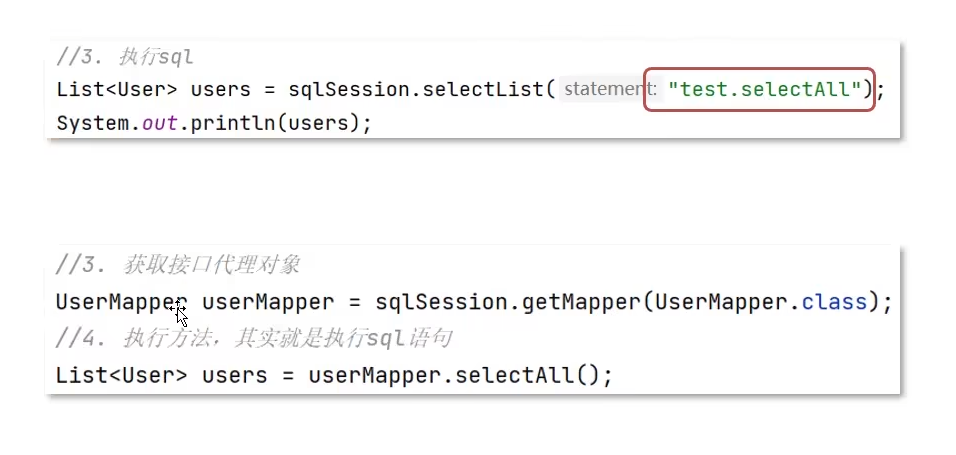 //3. 执行sql
List<User> users = sqlSession.selectList( statement: "test.selectAll");
System.out.println(users);
//3. 获取接口代理对象
UserMapper userMapper = sqlSession.getMapper(UserMapper.class);
//4. 执行方法，其实就是执行sql语句
List<User> users = userMapper.selectAll();